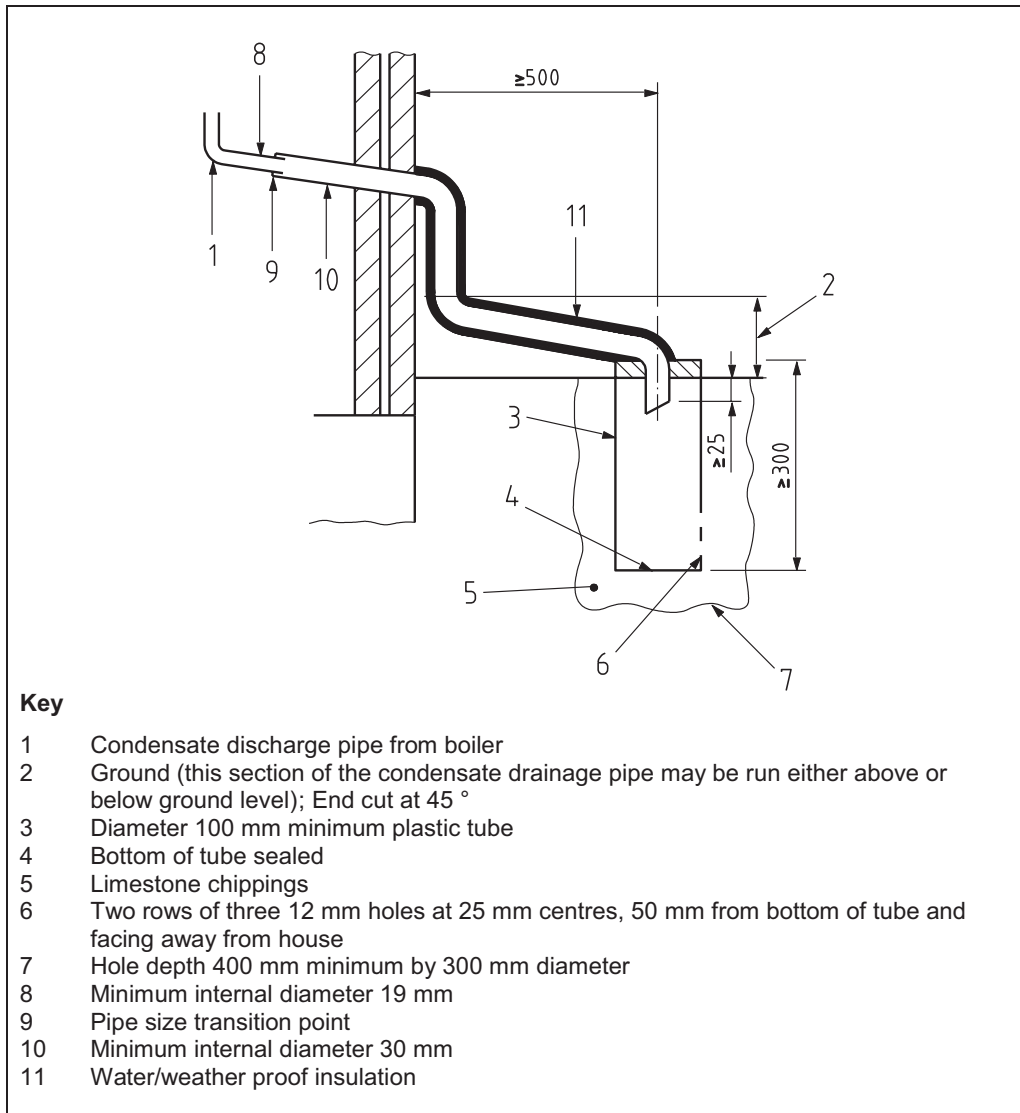 8
≥500
11
2
1
9
10
3
≥25
≥300
4
5
6
7
Key
1 Condensate discharge pipe from boiler
2 Ground (this section of the condensate drainage pipe may be run either above or
below ground level); End cut at 45 °
3 Diameter 100 mm minimum plastic tube
4 Bottom of tube sealed
5 Limestone chippings
6 Two rows of three 12 mm holes at 25 mm centres, 50 mm from bottom of tube and
facing away from house
7 Hole depth 400 mm minimum by 300 mm diameter
8 Minimum internal diameter 19 mm
9 Pipe size transition point
10 Minimum internal diameter 30 mm
11 Water/weather proof insulation